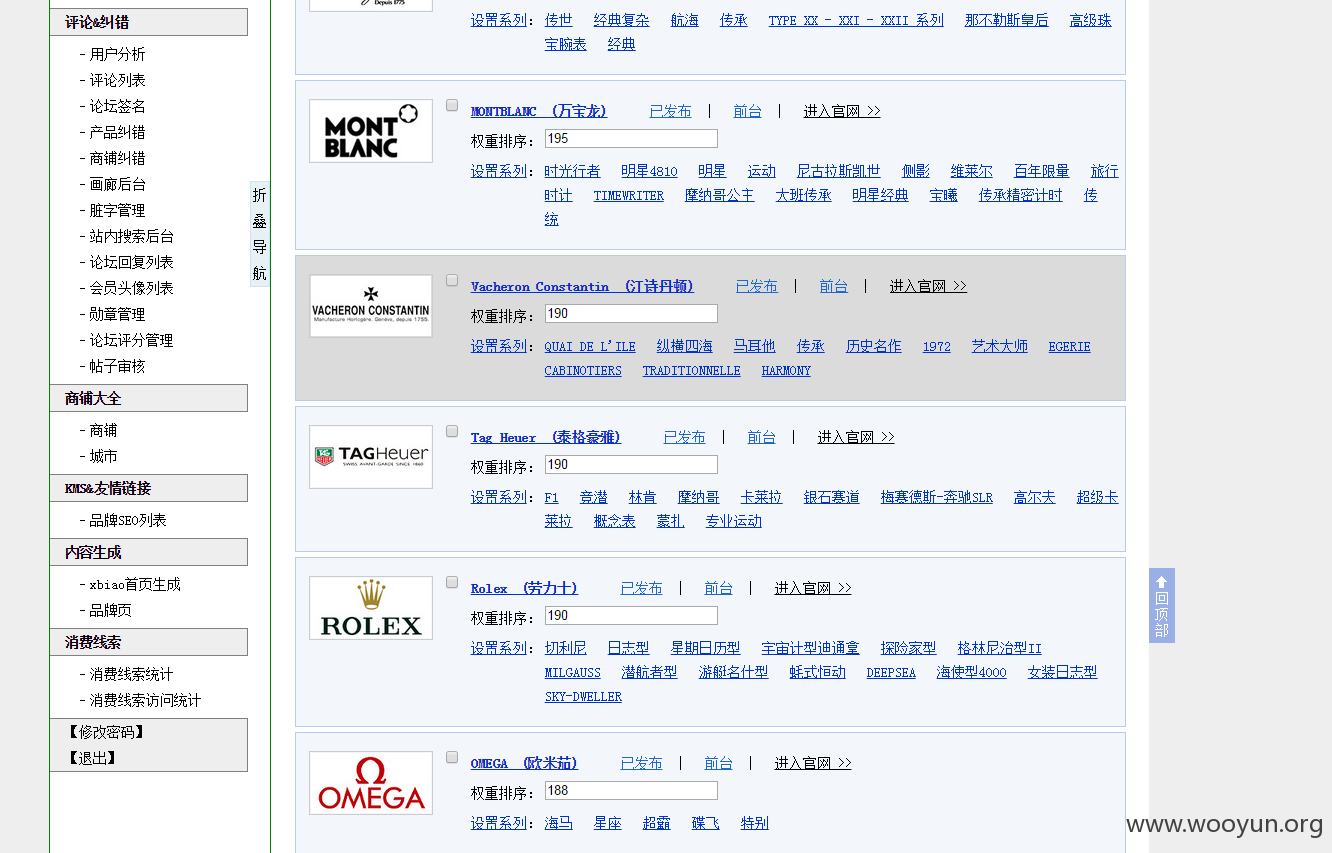 评论&纠错
- 用户分析
- 评论列表
- 论坛签名
- 产品纠错
- 商铺纠错
- 画廊后台
- 脏字管理
- 站内搜索后台
- 论坛回复列表
- 会员头像列表
- 勋章管理
- 论坛评分管理
- 帖子审核
商铺大全
- 商铺
- 城市
KMS&友情链接
- 品牌SEO列表
内容生成
- xbiao首页生成
- 品牌页
消费线索
- 消费线索统计
- 消费线索访问统计
【修改密码】
【退出】
折
叠
导
航
Depuis 1775
设置系列: 传世 经典复杂 航海 传承 TYPE XX - XXI - XXII 系列 那不勒斯皇后 高级珠
宝腕表 经典
MONT
BLANC
MONTBLANC （万宝龙） 已发布 | 前台 | 进入官网 >>
权重排序: 195
设置系列: 时光行者 明星4810 明星 运动 尼古拉斯凯世 侧影 维莱尔 百年限量 旅行
时计 TIMEWRITER 摩纳哥公主 大班传承 明星经典 宝曦 传承精密计时 传
统
VACHERON CONSTANTIN
Manufacture Horlogère. Genève, depuis 1755.
Vacheron Constantin （江诗丹顿） 已发布 | 前台 | 进入官网 >>
权重排序: 190
设置系列: QUAI DE L'ILE 纵横四海 马耳他 传承 历史名作 1972 艺术大师 EGERIE
CABINOTIERS TRADITIONNELLE HARMONY
TAGHeuer
SWISS AVANT-GARDE SINCE 1860
Tag Heuer （泰格豪雅） 已发布 | 前台 | 进入官网 >>
权重排序: 190
设置系列: F1 竞潜 林肯 摩纳哥 卡莱拉 银石赛道 梅赛德斯-奔驰SLR 高尔夫 超级卡
莱拉 概念表 蒙扎 专业运动
ROLEX
Rolex （劳力士） 已发布 | 前台 | 进入官网 >>
权重排序: 190
设置系列: 切利尼 日志型 星期日历型 宇宙计型迪通拿 探险家型 格林尼治型II
MILGAUSS 潜航者型 游艇名仕型 蚝式恒动 DEEPSEA 海使型4000 女装日志型
SKY-DWELLER
OMEGA
OMEGA （欧米茄） 已发布 | 前台 | 进入官网 >>
权重排序: 188
设置系列: 海马 星座 超霸 碟飞 特别
回
顶
部
www.wooyun.org